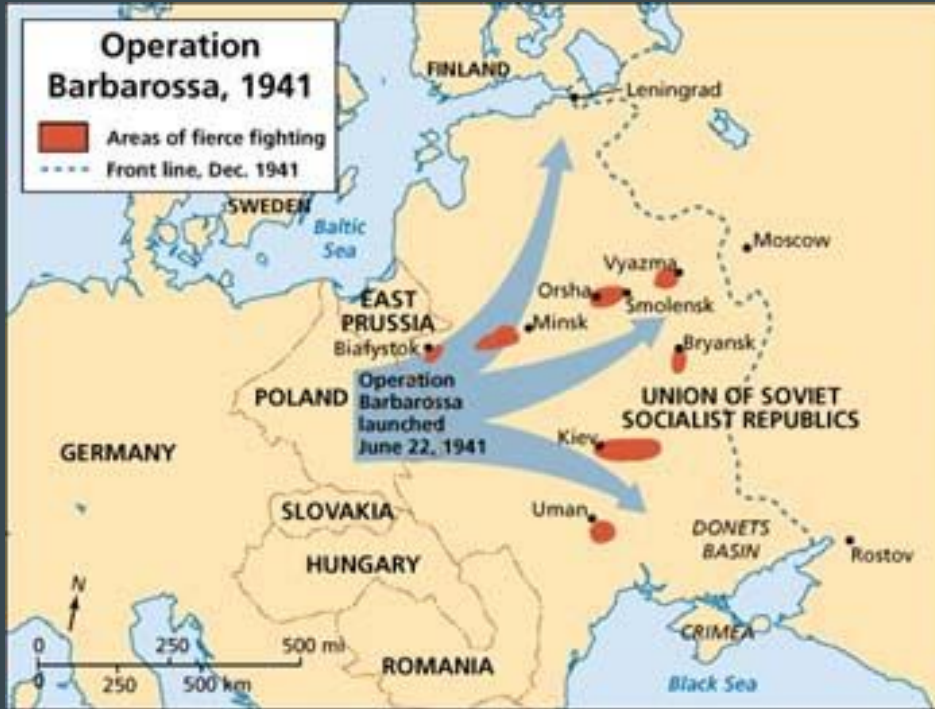 Operation
Barbarossa, 1941
Areas of fierce fighting
Front line, Dec. 1941
FINLAND
Leningrad
SWEDEN
Baltic
Sea
Moscow
Vyazma
Orsha
Smolensk
EAST
PRUSSIA
Minsk
Białystok
Bryansk
POLAND
Operation
Barbarossa
launched
June 22, 1941
UNION OF SOVIET
SOCIALIST REPUBLICS
GERMANY
Kiev
SLOVAKIA
Uman
DONETS
BASIN
Rostov
HUNGARY
N
CRIMEA
0 250 500 mi
0 250 500 km
ROMANIA
Black Sea